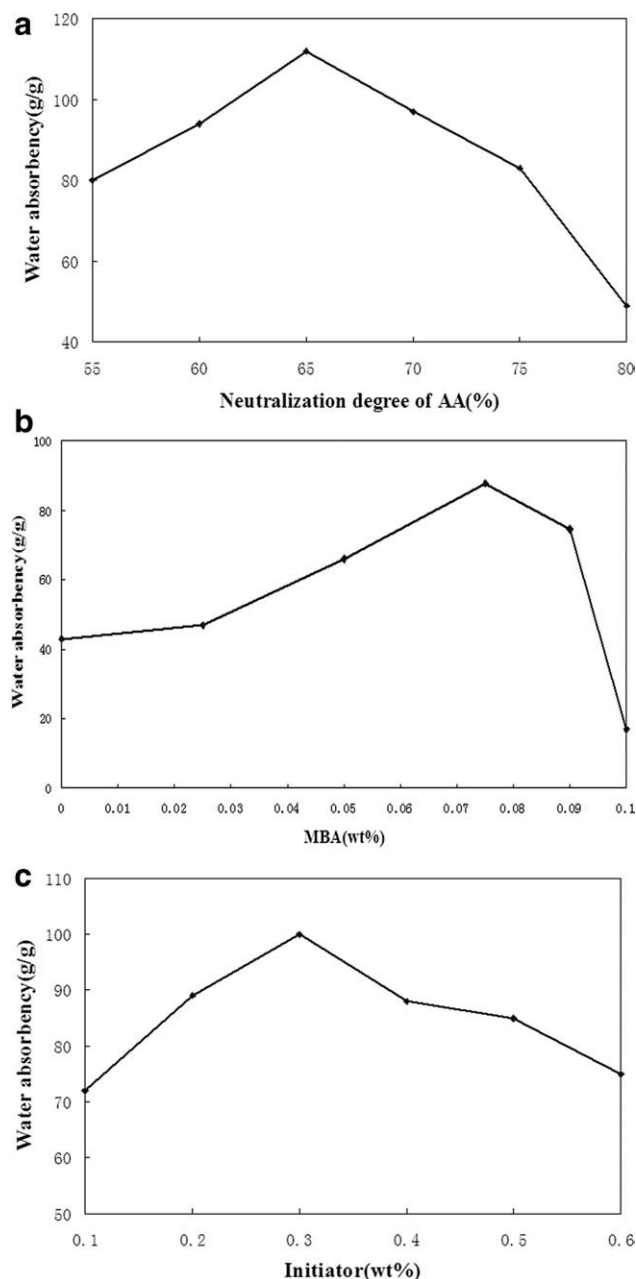 a
120
100
80
60
40
Water absorbency(g/g)
55 60 65 70 75 80
Neutralization degree of AA(%)
b
100
80
60
40
20
0
Water absorbency(g/g)
0 0.01 0.02 0.03 0.04 0.05 0.06 0.07 0.08 0.09 0.1
MBA(wt%)
c
110
100
90
80
70
60
50
Water absorbency(g/g)
0.1 0.2 0.3 0.4 0.5 0.6
Initiator(wt%)